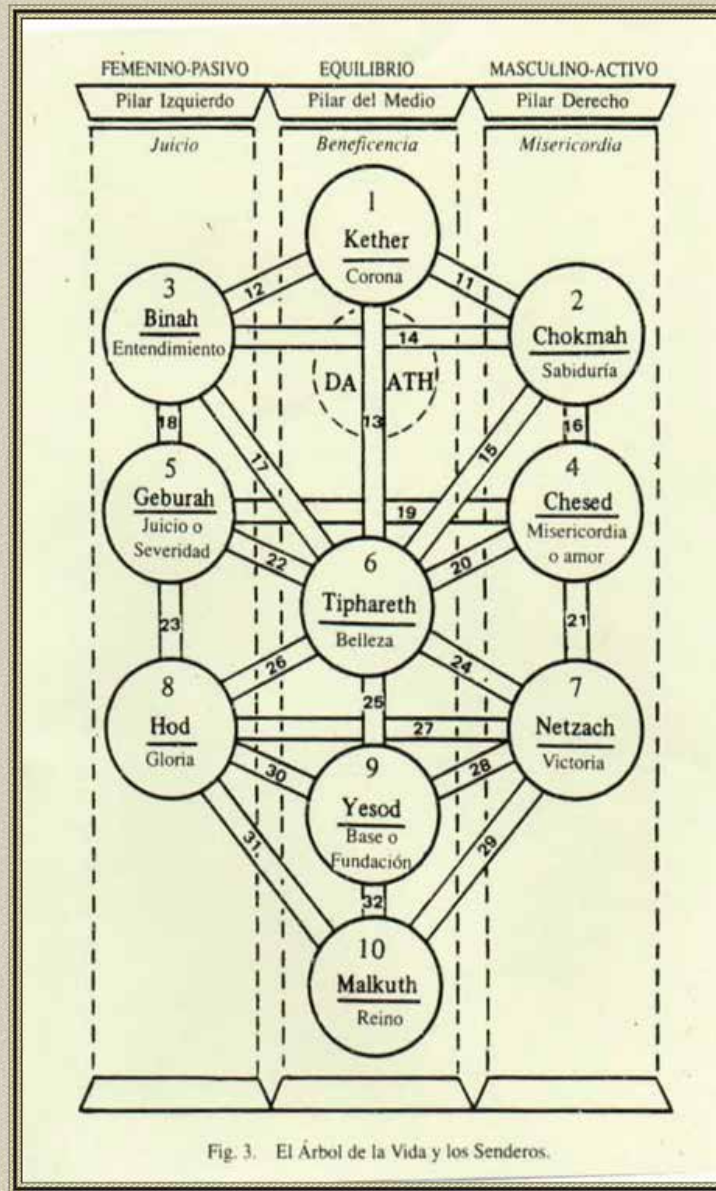 FEMENINO-PASIVO
EQUILIBRIO
MASCULINO-ACTIVO
Pilar Izquierdo
Pilar del Medio
Pilar Derecho
Juicio
Beneficencia
Misericordia
1
Kether
Corona
12
11
3
Binah
Entendimiento
2
Chokmah
Sabiduría
14
DA ATH
13
18
17
15
16
5
Geburah
Juicio o
Severidad
4
Chesed
Misericordia
o amor
19
22
20
6
Tiphareth
Belleza
23
21
26
24
25
8
Hod
Gloria
7
Netzach
Victoria
27
30
28
9
Yesod
Base o
Fundación
31
29
32
10
Malkuth
Reino
Fig. 3. El Árbol de la Vida y los Senderos.